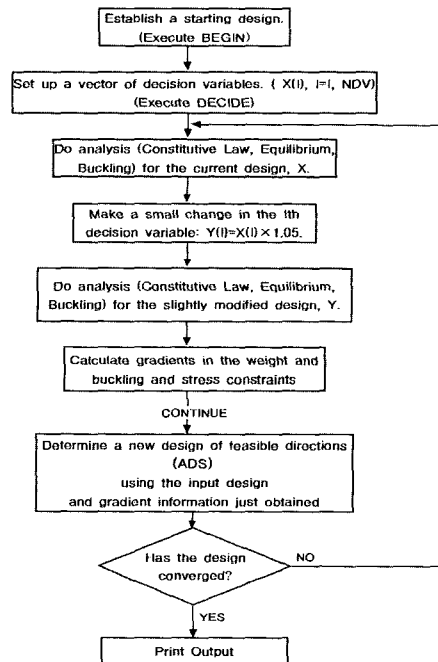 Establish a starting design.
(Execute BEGIN)
Set up a vector of decision variables. ( X(I), I=I, NDV)
(Execute DECIDE)
Do analysis (Constitutive Law, Equilibrium,
Buckling) for the current design, X.
Make a small change in the Ith
decision variable: Y(I)=X(I)×1.05.
Do analysis (Constitutive Law, Equilibrium,
Buckling) for the slightly modified design, Y.
Calculate gradients in the weight and
buckling and stress constraints
CONTINUE
Determine a new design of feasible directions
(ADS)
using the input design
and gradient information just obtained
Has the design
converged?
NO
YES
Print Output